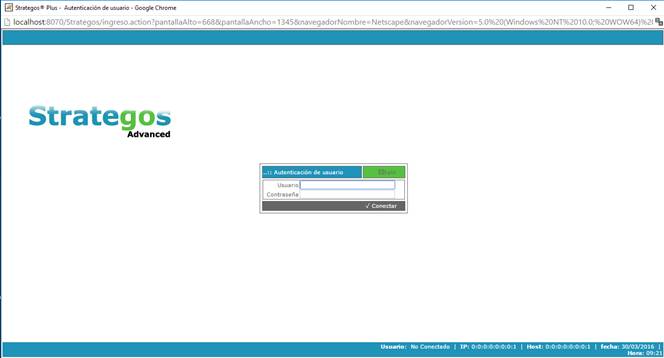 Strategos® Plus - Autenticación de usuario - Google Chrome
localhost:8070/Strategos/ingreso.action?pantallaAlto=668&pantallaAncho=1345&navegadorNombre=Netscape&navegadorVersion=5.0%20(Windows%20NT%2010.0;%20WOW64)%2
Strategos
Advanced
..:: Autenticación de usuario
Usuario
Contraseña
√ Conectar
Usuario: No Conectado | IP: 0:0:0:0:0:0:0:1 | Host: 0:0:0:0:0:0:0:1 | fecha: 30/03/2016 |
Hora: 09:21